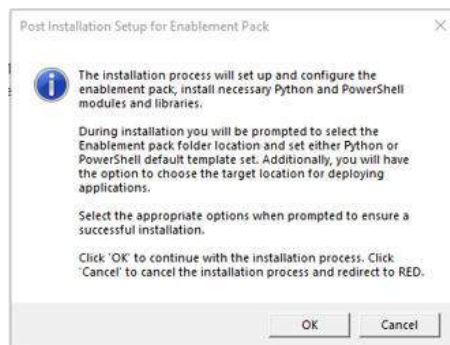 Post Installation Setup for Enablement Pack
The installation process will set up and configure the
enablement pack, install necessary Python and PowerShell
modules and libraries.
During installation you will be prompted to select the
Enablement pack folder location and set either Python or
PowerShell default template set. Additionally, you will have
the option to choose the target location for deploying
applications.
Select the appropriate options when prompted to ensure a
successful installation.
Click 'OK' to continue with the installation process. Click
'Cancel' to cancel the installation process and redirect to RED.
OK Cancel